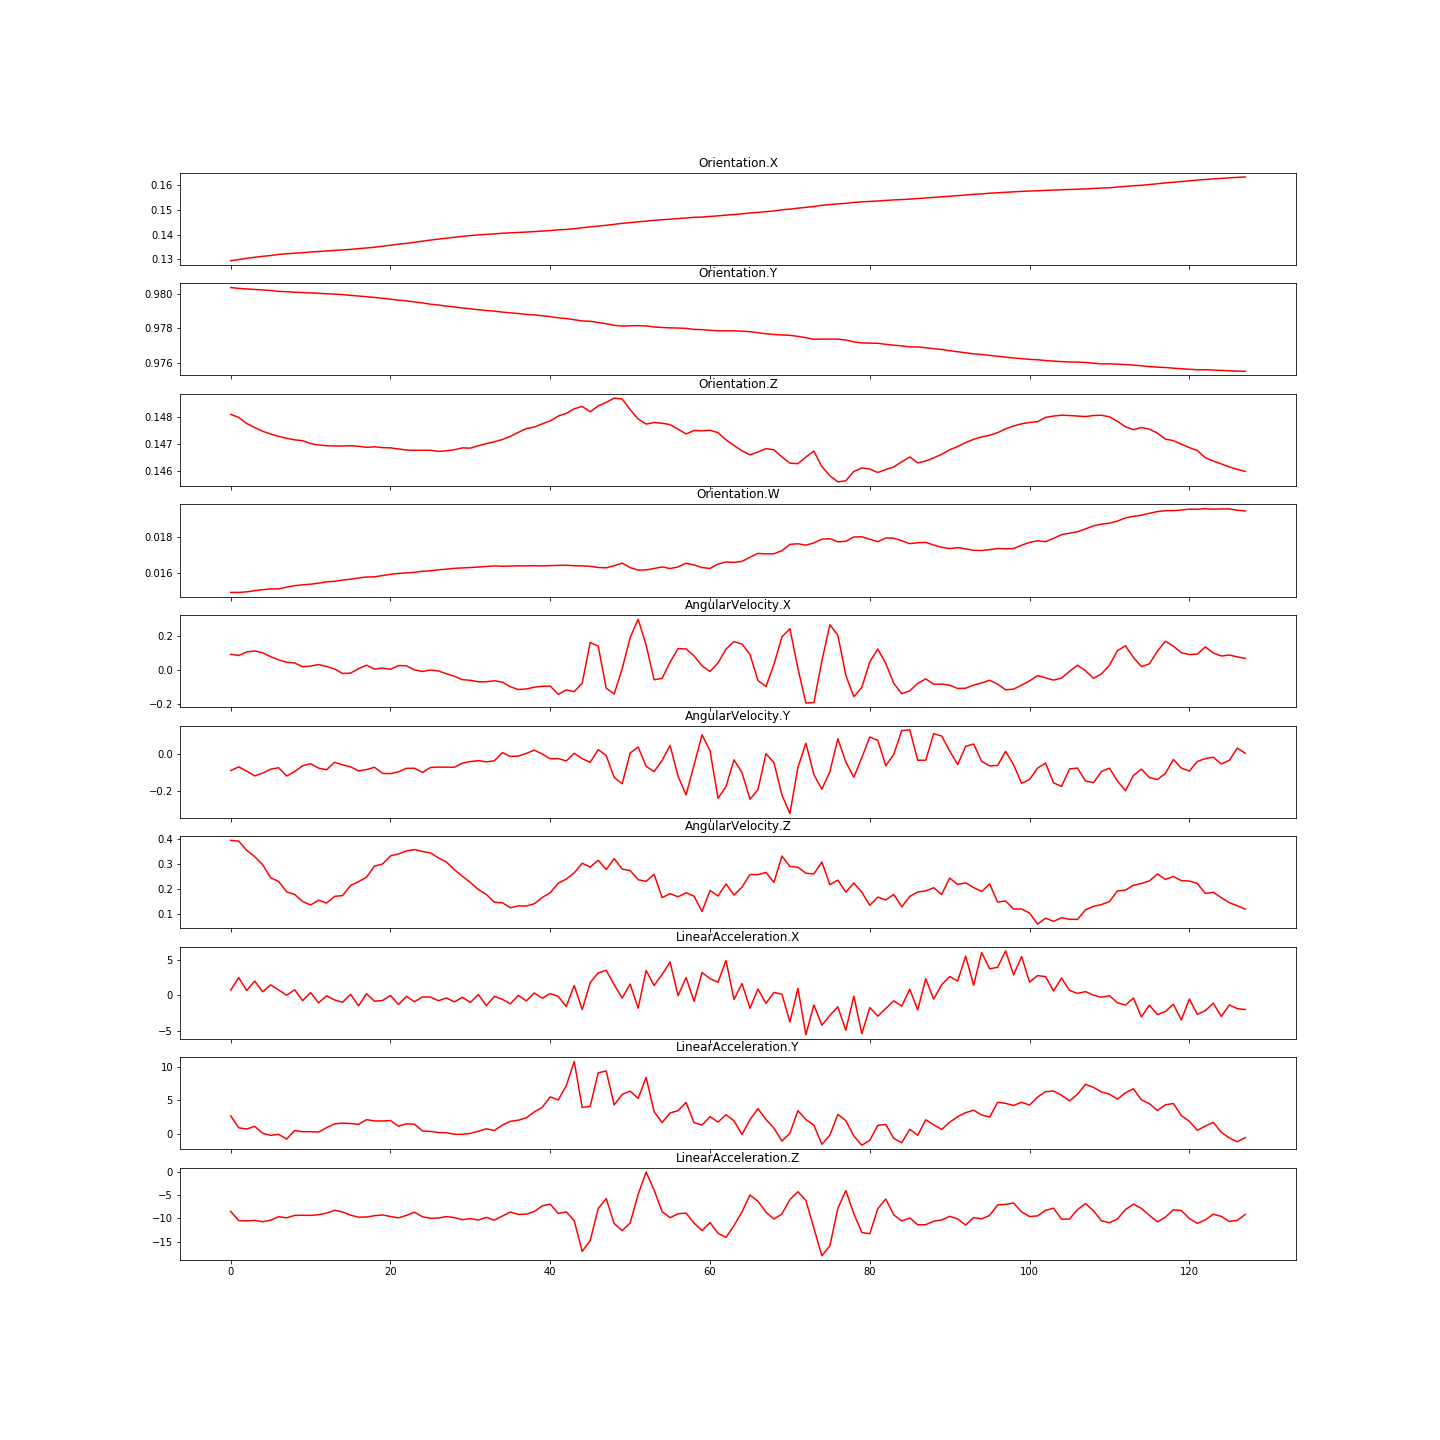 Orientation.X
0.16
0.15
0.14
0.13
Orientation.Y
0.980
0.978
0.976
Orientation.Z
0.148
0.147
0.146
Orientation.W
0.018
0.016
AngularVelocity.X
0.2
0.0
−0.2
AngularVelocity.Y
0.0
−0.2
AngularVelocity.Z
0.4
0.3
0.2
0.1
LinearAcceleration.X
5
0
−5
LinearAcceleration.Y
10
5
0
LinearAcceleration.Z
0
−5
−10
−15
0 20 40 60 80 100 120